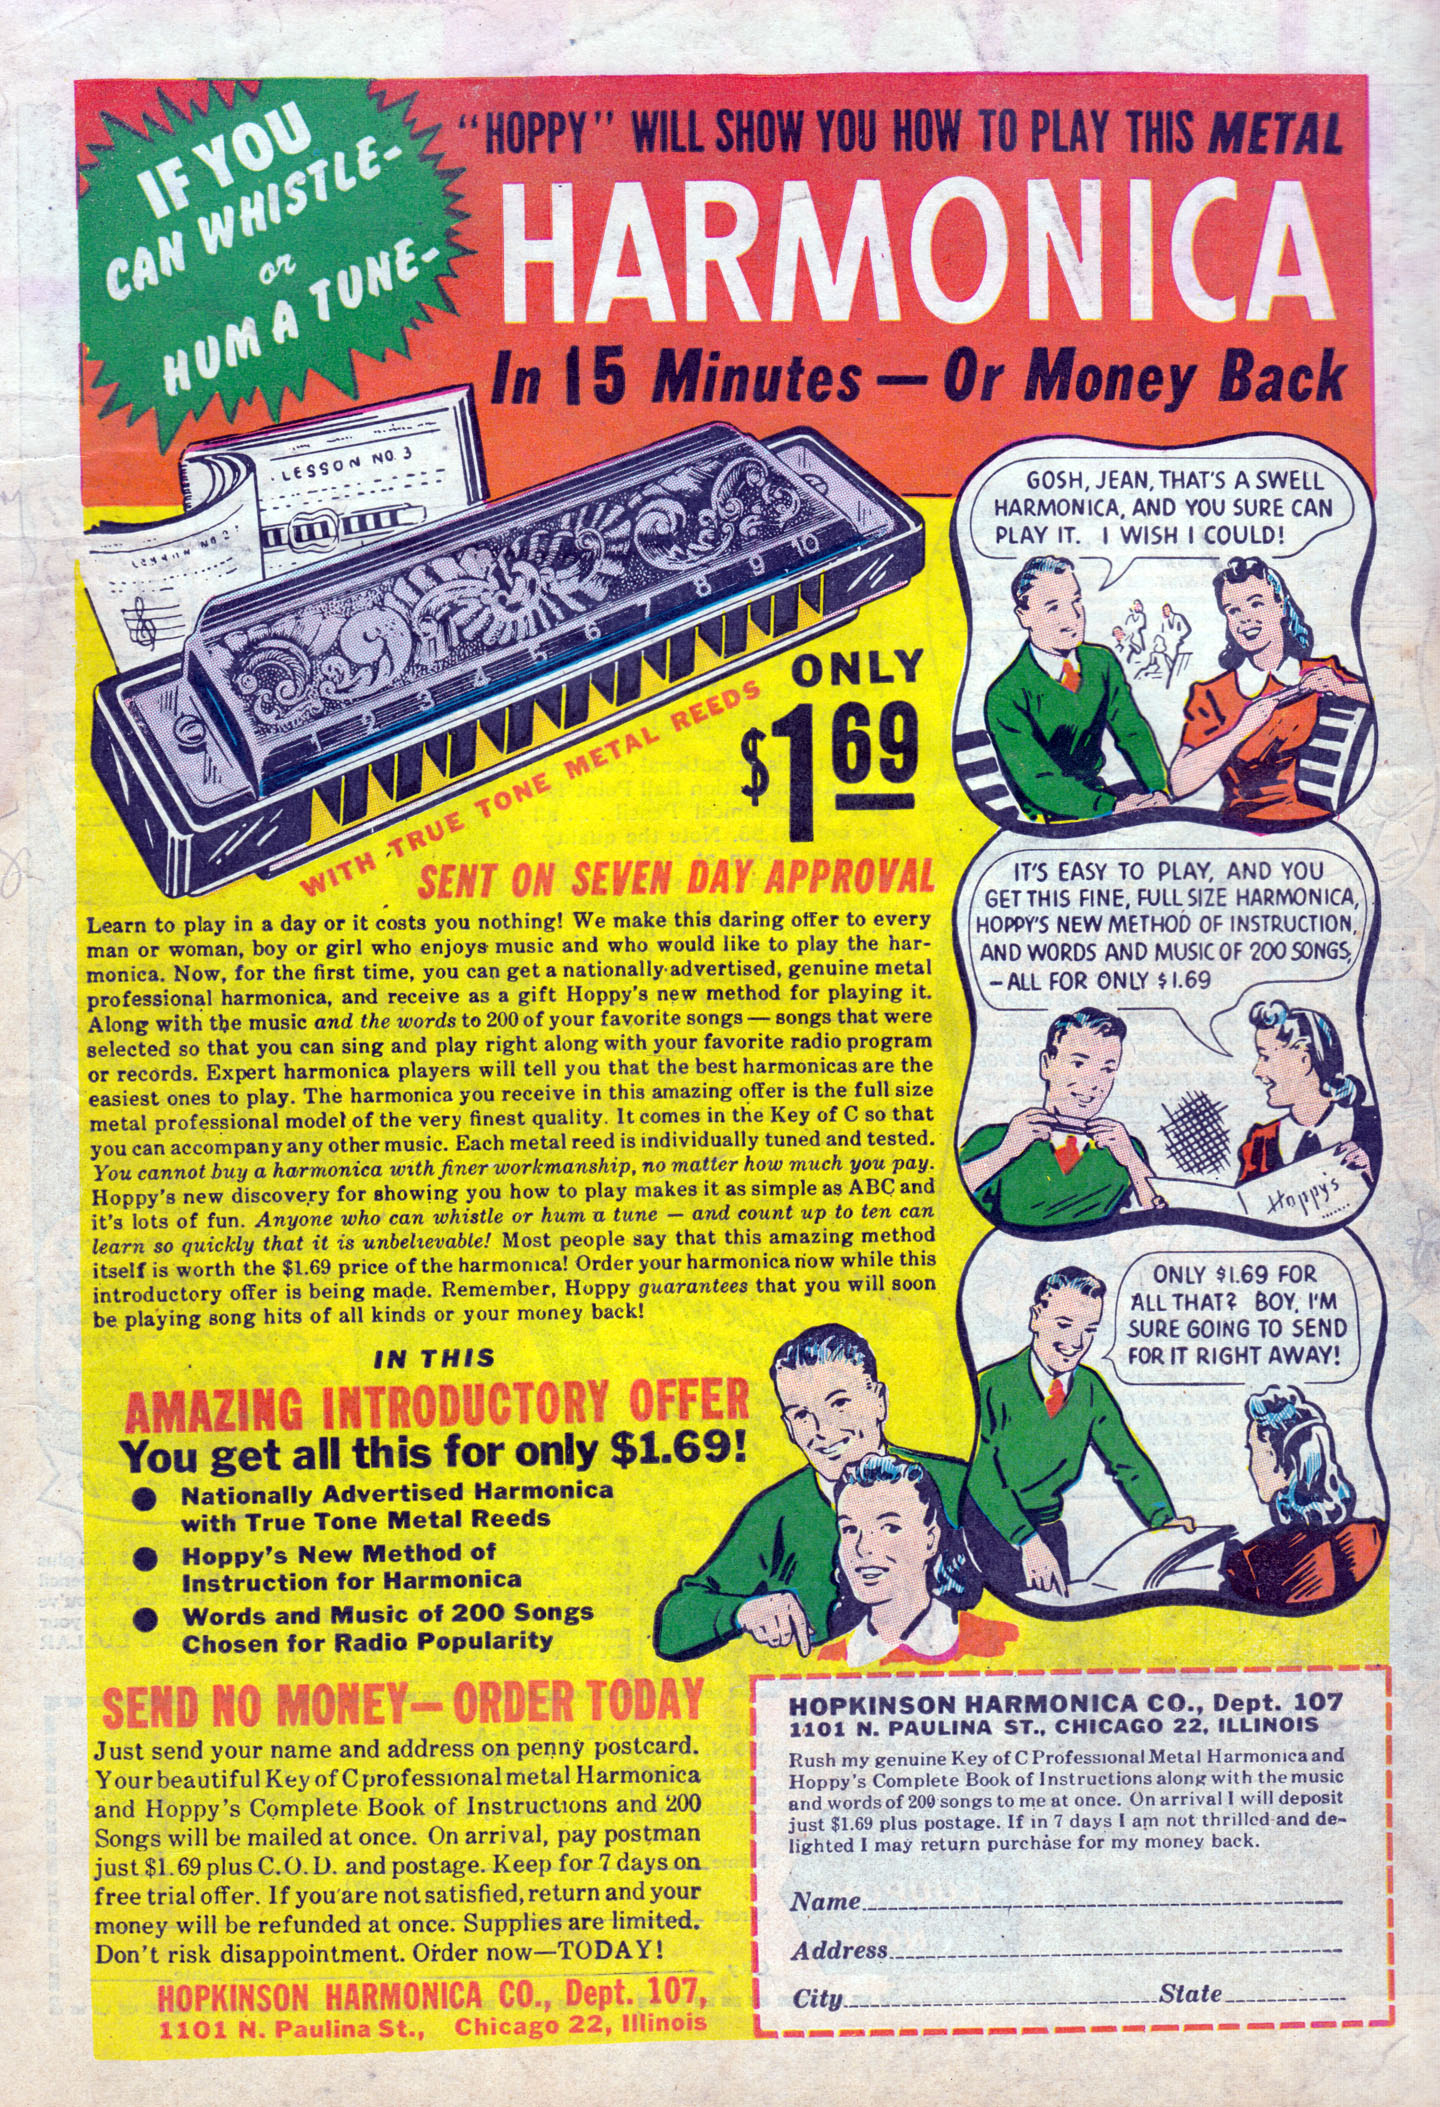 IF YOU
CAN WHISTLE-
or
HUM A TUNE-
"HOPPY" WILL SHOW YOU HOW TO PLAY THIS METAL
HARMONICA
In 15 Minutes — Or Money Back
LESSON NO. 3
LESSON NO. 2
1 2 3 4 5 6 7 8 9 10
WITH TRUE TONE METAL REEDS
ONLY
$1.69
SENT ON SEVEN DAY APPROVAL
GOSH, JEAN, THAT'S A SWELL
HARMONICA, AND YOU SURE CAN
PLAY IT. I WISH I COULD!
IT'S EASY TO PLAY, AND YOU
GET THIS FINE, FULL SIZE HARMONICA,
HOPPY'S NEW METHOD OF INSTRUCTION,
AND WORDS AND MUSIC OF 200 SONGS,
-ALL FOR ONLY $1.69
Hoppy's
ONLY $1.69 FOR
ALL THAT? BOY, I'M
SURE GOING TO SEND
FOR IT RIGHT AWAY!
Learn to play in a day or it costs you nothing! We make this daring offer to every
man or woman, boy or girl who enjoys music and who would like to play the har-
monica. Now, for the first time, you can get a nationally advertised, genuine metal
professional harmonica, and receive as a gift Hoppy's new method for playing it.
Along with the music and the words to 200 of your favorite songs — songs that were
selected so that you can sing and play right along with your favorite radio program
or records. Expert harmonica players will tell you that the best harmonicas are the
easiest ones to play. The harmonica you receive in this amazing offer is the full size
metal professional model of the very finest quality. It comes in the Key of C so that
you can accompany any other music. Each metal reed is individually tuned and tested.
You cannot buy a harmonica with finer workmanship, no matter how much you pay.
Hoppy's new discovery for showing you how to play makes it as simple as ABC and
it's lots of fun. Anyone who can whistle or hum a tune — and count up to ten can
learn so quickly that it is unbelievable! Most people say that this amazing method
itself is worth the $1.69 price of the harmonica! Order your harmonica now while this
introductory offer is being made. Remember, Hoppy guarantees that you will soon
be playing song hits of all kinds or your money back!
IN THIS
AMAZING INTRODUCTORY OFFER
You get all this for only $1.69!
● Nationally Advertised Harmonica
with True Tone Metal Reeds
● Hoppy's New Method of
Instruction for Harmonica
● Words and Music of 200 Songs
Chosen for Radio Popularity
SEND NO MONEY—ORDER TODAY
Just send your name and address on penny postcard.
Your beautiful Key of C professional metal Harmonica
and Hoppy's Complete Book of Instructions and 200
Songs will be mailed at once. On arrival, pay postman
just $1.69 plus C.O.D. and postage. Keep for 7 days on
free trial offer. If you are not satisfied, return and your
money will be refunded at once. Supplies are limited.
Don't risk disappointment. Order now—TODAY!
HOPKINSON HARMONICA CO., Dept. 107,
1101 N. Paulina St., Chicago 22, Illinois
HOPKINSON HARMONICA CO., Dept. 107
1101 N. PAULINA ST., CHICAGO 22, ILLINOIS
Rush my genuine Key of C Professional Metal Harmonica and
Hoppy's Complete Book of Instructions along with the music
and words of 200 songs to me at once. On arrival I will deposit
just $1.69 plus postage. If in 7 days I am not thrilled and de-
lighted I may return purchase for my money back.
Name
Address
City State